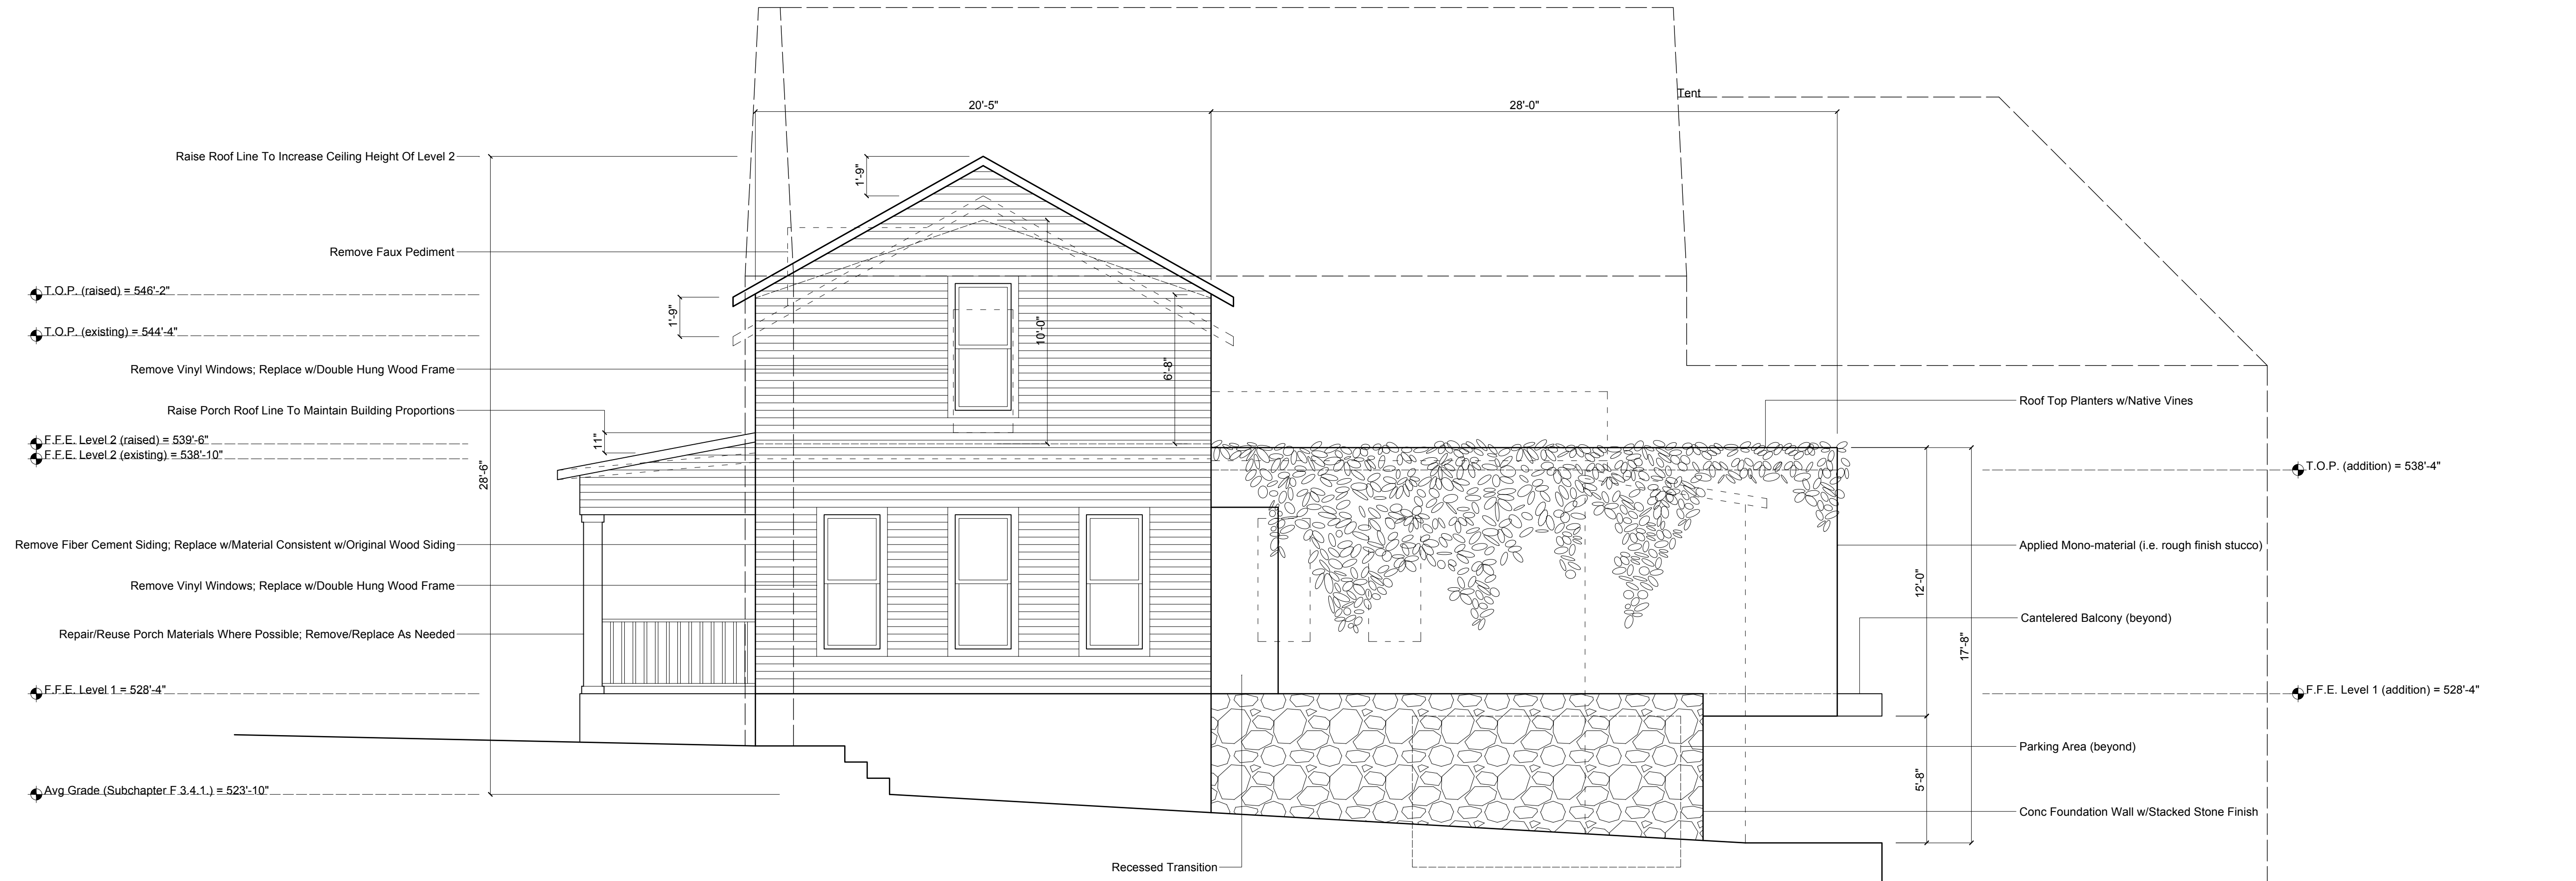 Tent
20'-5"
28'-0"
Raise Roof Line To Increase Ceiling Height Of Level 2
1'-9"
Remove Faux Pediment
T.O.P. (raised) = 546'-2"
1'-9"
T.O.P. (existing) = 544'-4"
10'-0"
6'-8"
Remove Vinyl Windows; Replace w/Double Hung Wood Frame
Roof Top Planters w/Native Vines
Raise Porch Roof Line To Maintain Building Proportions
11"
F.F.E. Level 2 (raised) = 539'-6"
F.F.E. Level 2 (existing) = 538'-10"
28'-6"
T.O.P. (addition) = 538'-4"
Remove Fiber Cement Siding; Replace w/Material Consistent w/Original Wood Siding
Applied Mono-material (i.e. rough finish stucco)
Remove Vinyl Windows; Replace w/Double Hung Wood Frame
12'-0"
Cantelered Balcony (beyond)
Repair/Reuse Porch Materials Where Possible; Remove/Replace As Needed
17'-8"
F.F.E. Level 1 = 528'-4"
F.F.E. Level 1 (addition) = 528'-4"
Parking Area (beyond)
5'-8"
Avg Grade (Subchapter F 3.4.1.) = 523'-10"
Conc Foundation Wall w/Stacked Stone Finish
Recessed Transition